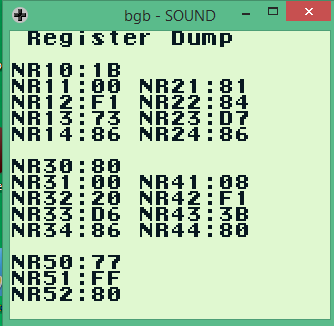 bgb - SOUND
Register Dump
NR10:1B
NR11:00 NR21:81
NR12:F1 NR22:84
NR13:73 NR23:D7
NR14:86 NR24:86
NR30:80
NR31:00 NR41:08
NR32:20 NR42:F1
NR33:D6 NR43:3B
NR34:86 NR44:80
NR50:77
NR51:FF
NR52:80